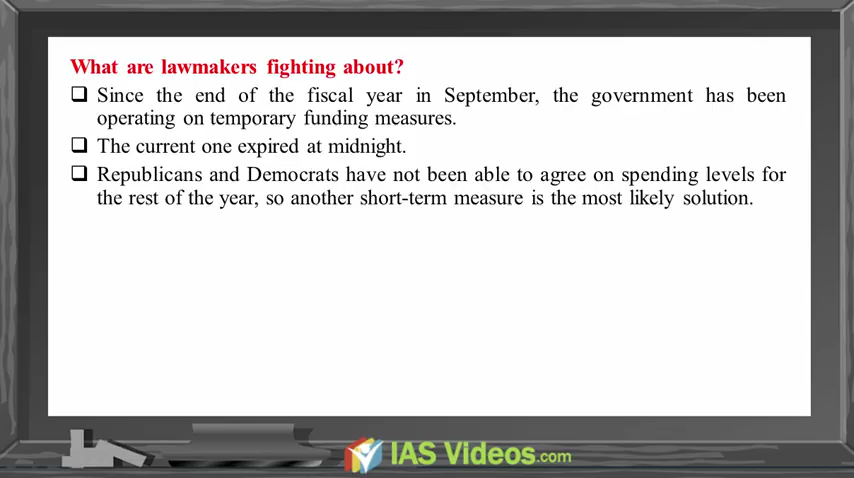 What are lawmakers fighting about?
❑ Since the end of the fiscal year in September, the government has been
operating on temporary funding measures.
❑ The current one expired at midnight.
❑ Republicans and Democrats have not been able to agree on spending levels for
the rest of the year, so another short-term measure is the most likely solution.
IAS Videos.com